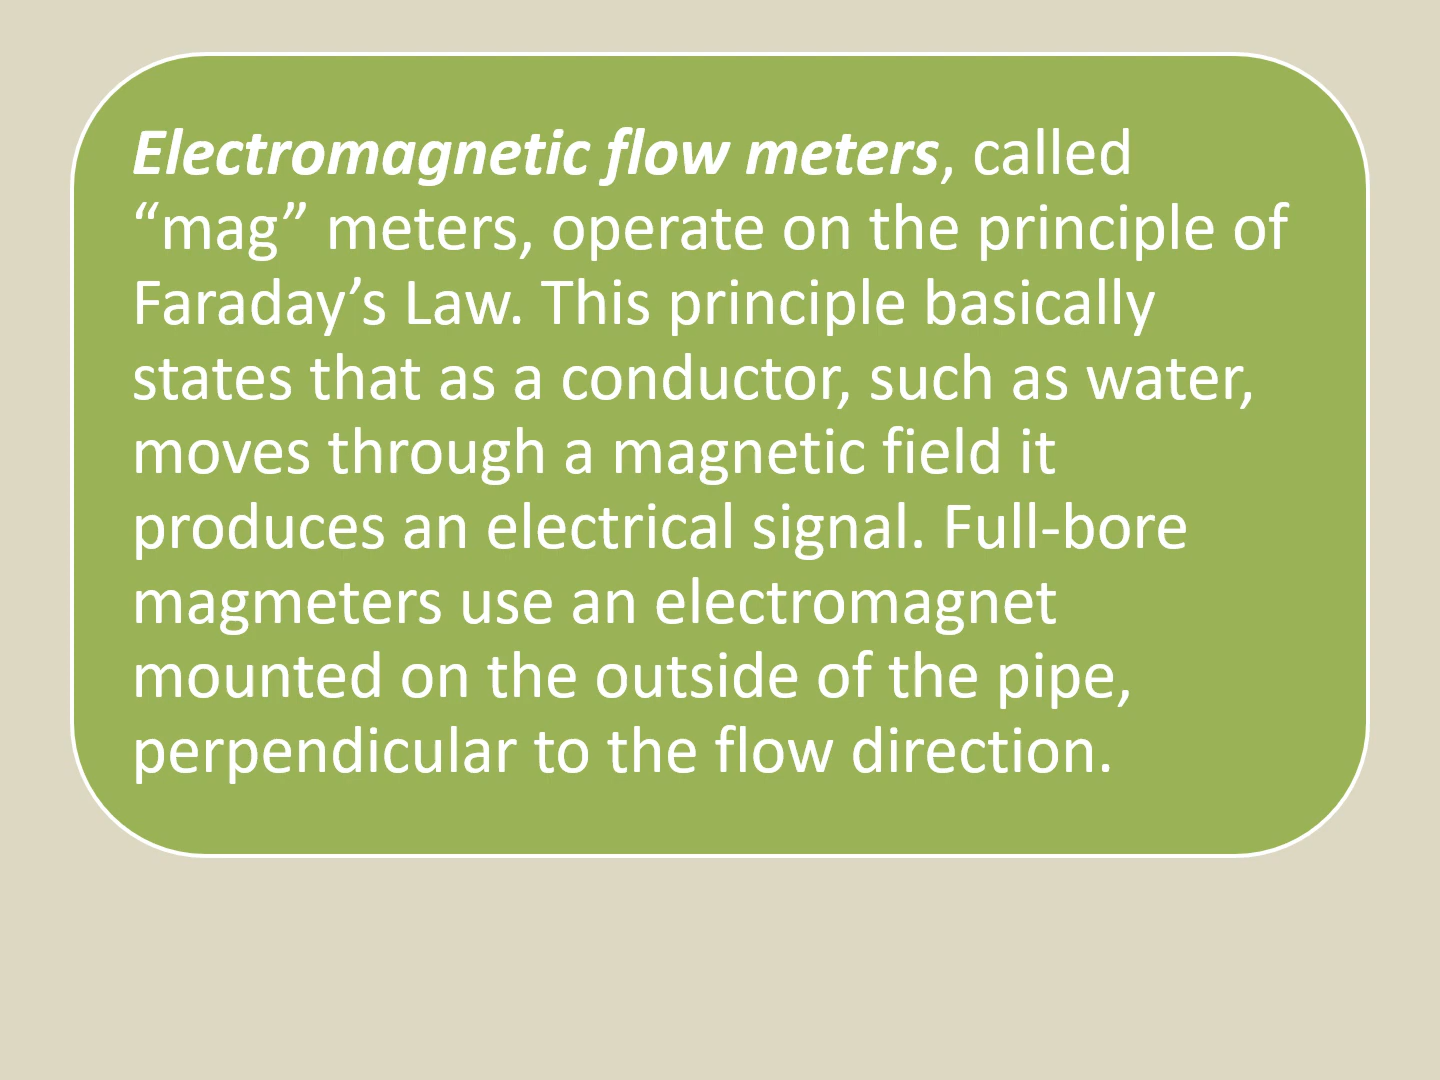 Electromagnetic flow meters, called
“mag” meters, operate on the principle of
Faraday’s Law. This principle basically
states that as a conductor, such as water,
moves through a magnetic field it
produces an electrical signal. Full-bore
magmeters use an electromagnet
mounted on the outside of the pipe,
perpendicular to the flow direction.